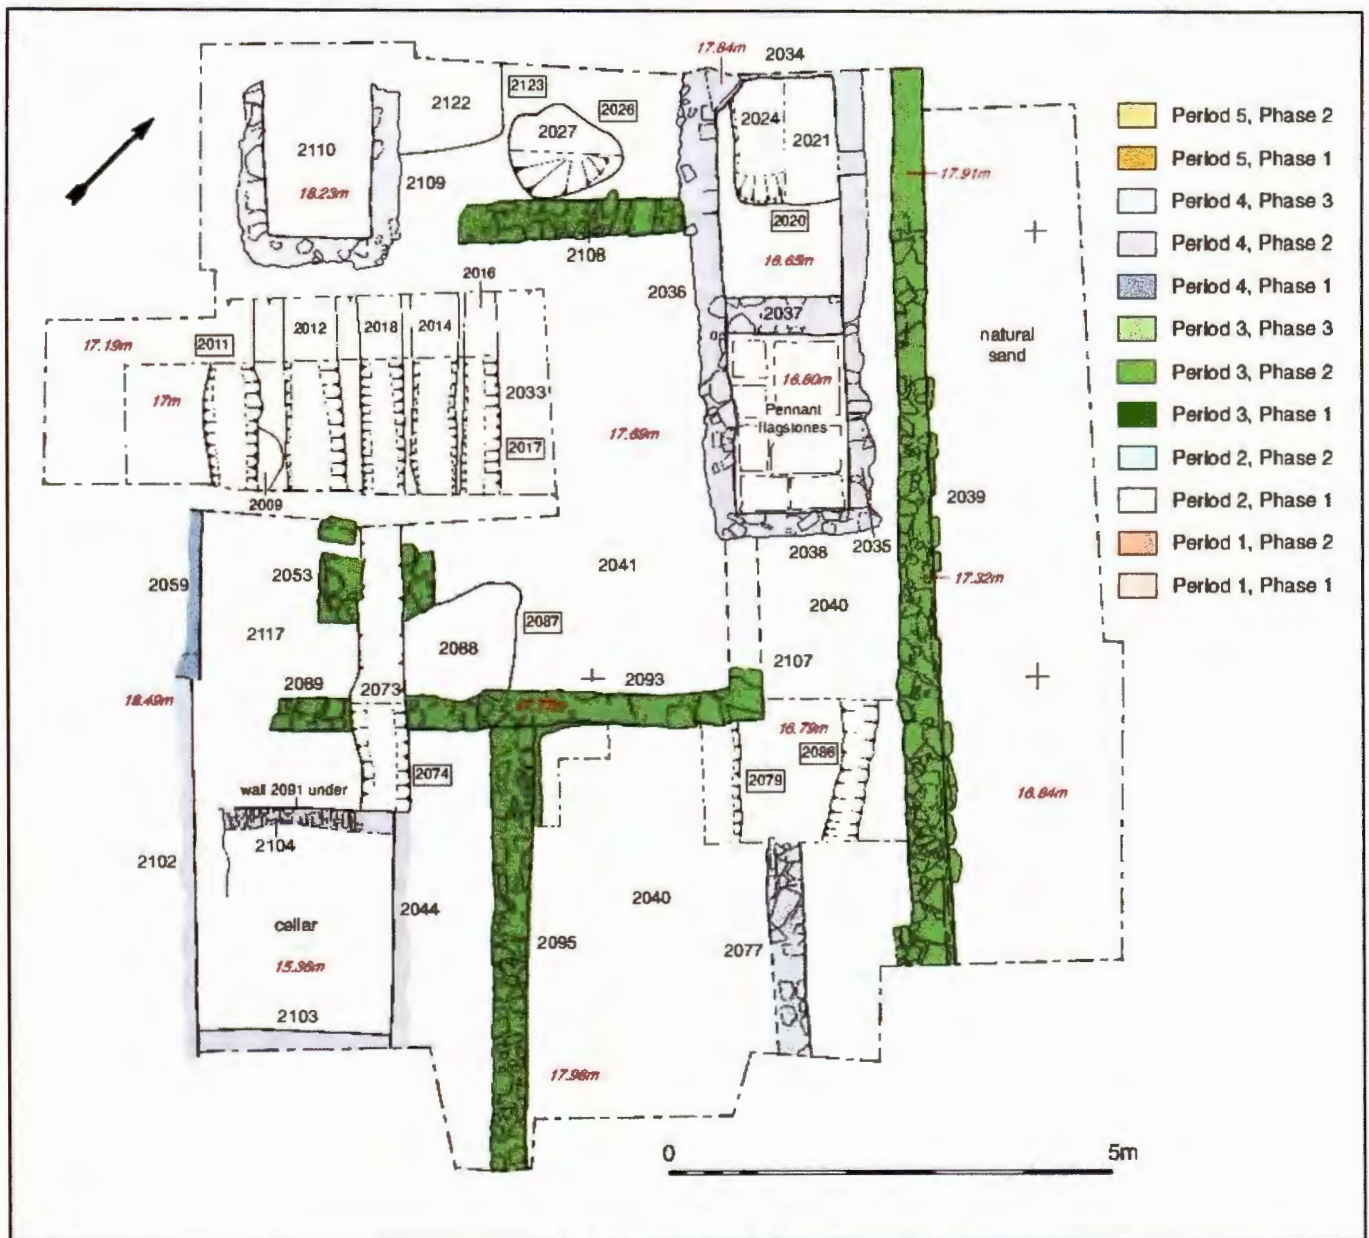 17.84m
2034
2123
2026
2122
2027
2024
2021
2110
18.23m
2109
17.91m
2020
2108
16.65m
2016
2036
2037
natural
sand
17.19m
2011
2012
2018
2014
17m
2033
2017
16.60m
Pennant
flagstones
17.69m
2009
2039
2038
2035
2059
2053
2041
17.32m
2040
2117
2088
2087
2107
18.49m
2089
2073
2093
16.79m
2086
2074
2079
wall 2091 under
16.84m
2104
2102
2044
cellar
2040
2095
2077
15.36m
2103
17.98m
0 5m
Period 5, Phase 2
Period 5, Phase 1
Period 4, Phase 3
Period 4, Phase 2
Period 4, Phase 1
Period 3, Phase 3
Period 3, Phase 2
Period 3, Phase 1
Period 2, Phase 2
Period 2, Phase 1
Period 1, Phase 2
Period 1, Phase 1